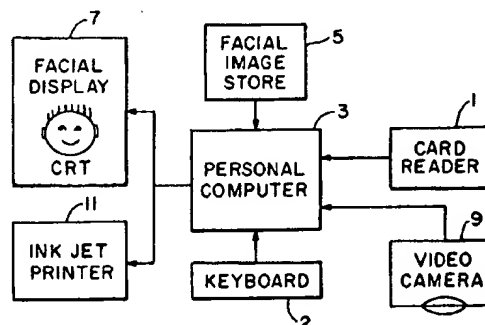 7
FACIAL
DISPLAY
CRT
5
FACIAL
IMAGE
STORE
3
PERSONAL
COMPUTER
1
CARD
READER
11
INK JET
PRINTER
KEYBOARD
2
9
VIDEO
CAMERA